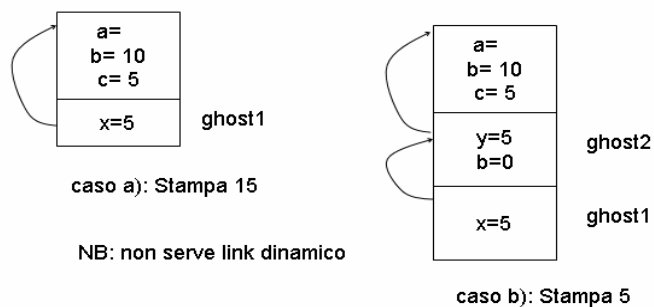 a=
b= 10
c= 5
x=5
ghost1
caso a): Stampa 15
NB: non serve link dinamico
a=
b= 10
c= 5
y=5
b=0
ghost2
x=5
ghost1
caso b): Stampa 5